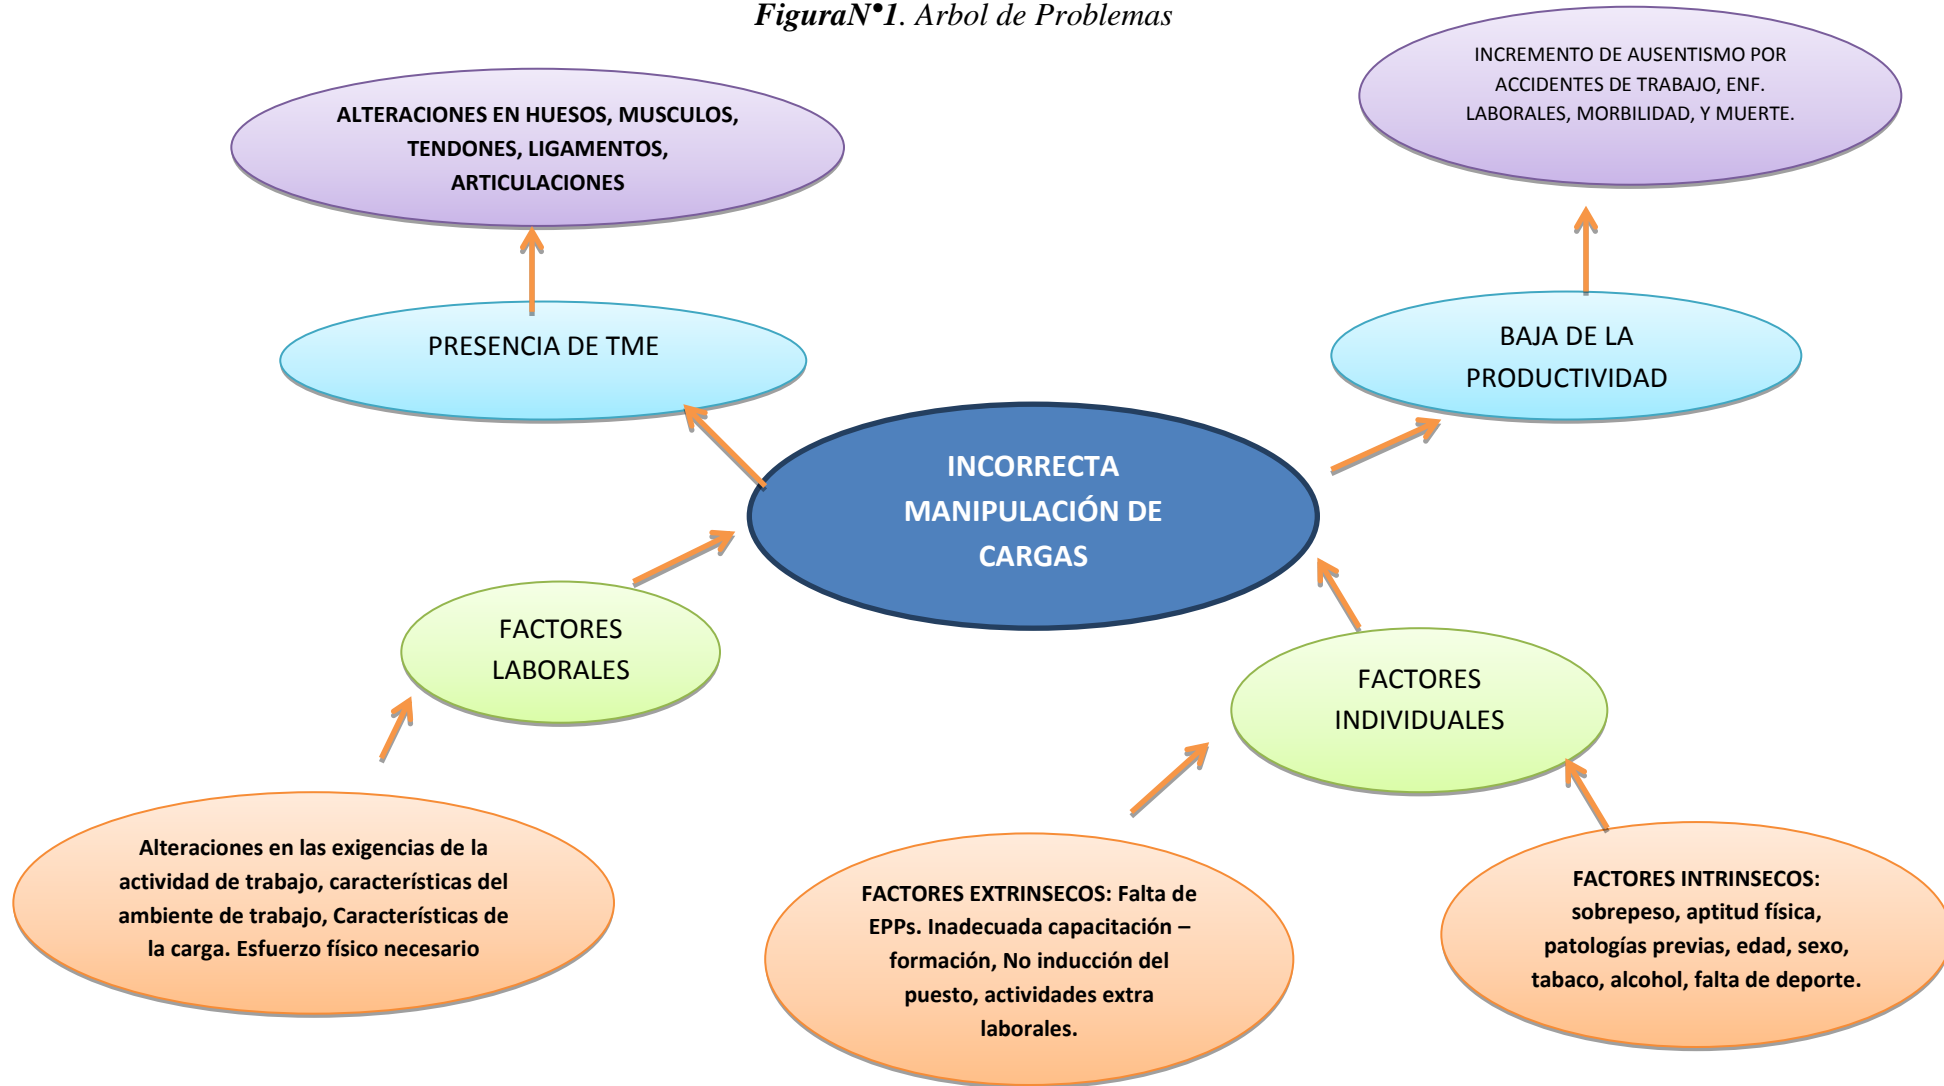 FiguraN°1. Arbol de Problemas
ALTERACIONES EN HUESOS, MUSCULOS,
TENDONES, LIGAMENTOS,
ARTICULACIONES
INCREMENTO DE AUSENTISMO POR
ACCIDENTES DE TRABAJO, ENF.
LABORALES, MORBILIDAD, Y MUERTE.
PRESENCIA DE TME
BAJA DE LA
PRODUCTIVIDAD
INCORRECTA
MANIPULACIÓN DE
CARGAS
FACTORES
LABORALES
FACTORES
INDIVIDUALES
Alteraciones en las exigencias de la
actividad de trabajo, características del
ambiente de trabajo, Características de
la carga. Esfuerzo físico necesario
FACTORES EXTRINSECOS: Falta de
EPPs. Inadecuada capacitación –
formación, No inducción del
puesto, actividades extra
laborales.
FACTORES INTRINSECOS:
sobrepeso, aptitud física,
patologías previas, edad, sexo,
tabaco, alcohol, falta de deporte.